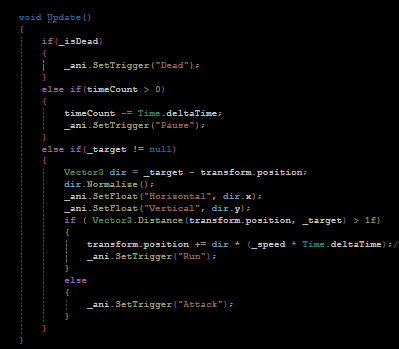 void Update()
{
if(_isDead)
{
_ani.SetTrigger("Dead");
}
else if(timeCount > 0)
{
timeCount -= Time.deltaTime;
_ani.SetTrigger("Pause");
}
else if(_target != null)
{
Vector3 dir = _target - transform.position;
dir.Normalize();
_ani.SetFloat("Horisontal", dir.x);
_ani.SetFloat("Vertical", dir.y);
if ( Vector3.Distance(transform.position, _target) > 1f)
{
transform.position += dir * (_speed * Time.deltaTime);/
_ani.SetTrigger("Run");
}
else
{
_ani.SetTrigger("Attack");
}
}
}